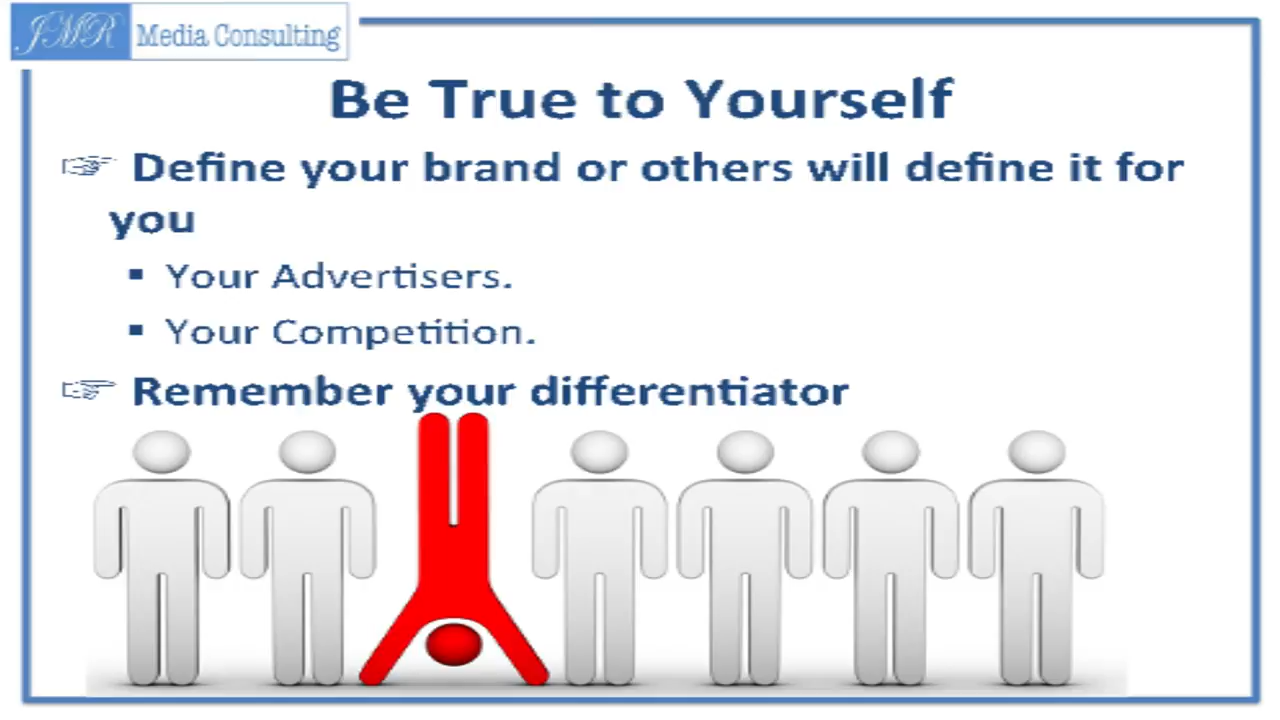 JMR Media Consulting
Be True to Yourself
☞ Define your brand or others will define it for
you
▪ Your Advertisers.
▪ Your Competition.
☞ Remember your differentiator